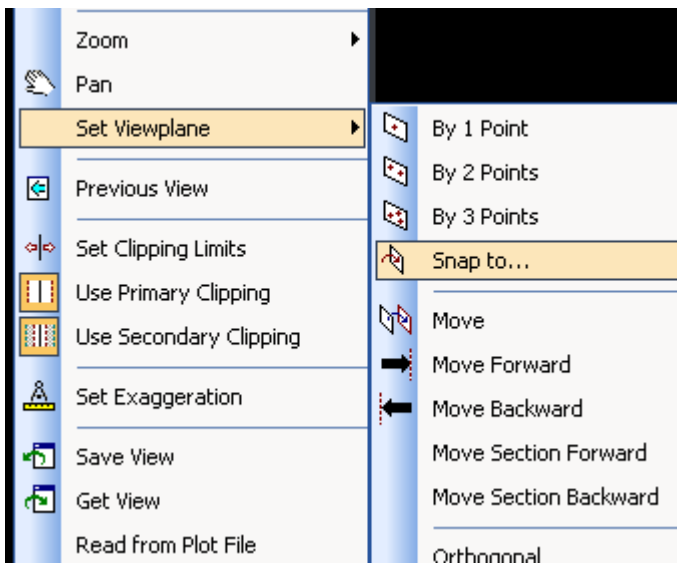 Zoom
Pan
Set Viewplane
Previous View
Set Clipping Limits
Use Primary Clipping
Use Secondary Clipping
Set Exaggeration
Save View
Get View
Read from Plot File
By 1 Point
By 2 Points
By 3 Points
Snap to...
Move
Move Forward
Move Backward
Move Section Forward
Move Section Backward
Orthogonal